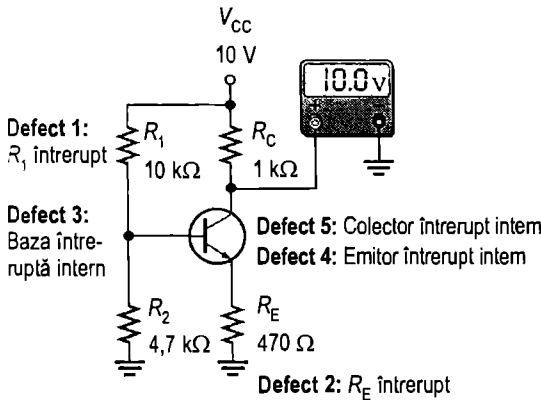 V_CC
10 V
10.0 V
Defect 1:
R₁ întrerupt
R₁
10 kΩ
R_C
1 kΩ
Defect 3:
Baza între-
ruptă intern
Defect 5: Colector întrerupt intern
Defect 4: Emitor întrerupt intern
R₂
4,7 kΩ
R_E
470 Ω
Defect 2: R_E întrerupt